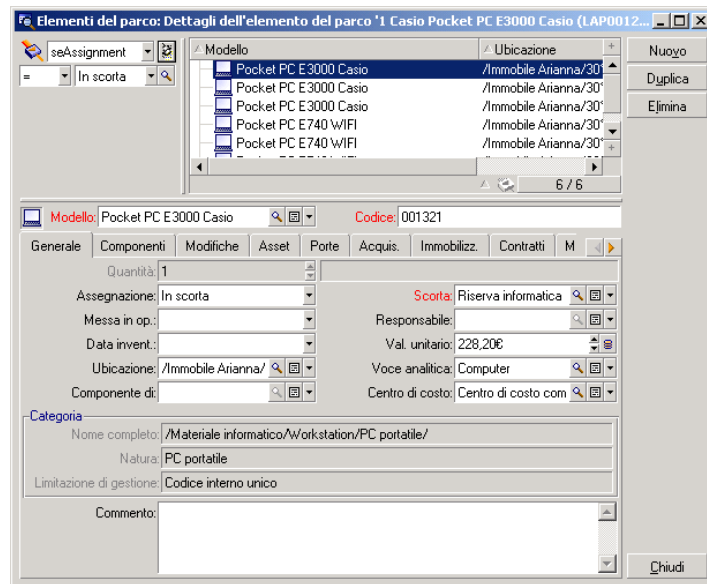 Elementi del parco: Dettagli dell'elemento del parco '1 Casio Pocket PC E3000 Casio (LAP0012...
seAssignment
= In scorta
Modello Ubicazione
Pocket PC E3000 Casio /Immobile Arianna/30°
Pocket PC E3000 Casio /Immobile Arianna/30°
Pocket PC E3000 Casio /Immobile Arianna/30°
Pocket PC E740 WIFI /Immobile Arianna/30°
Pocket PC E740 WIFI /Immobile Arianna/30°
6 / 6
Nuovo
Duplica
Elimina
Modello: Pocket PC E3000 Casio Codice: 001321
Generale Componenti Modifiche Asset Porte Acquis. Immobilizz. Contratti M
Quantità: 1
Assegnazione: In scorta Scorta: Riserva informatica
Messa in op.: Responsabile:
Data invent.: Val. unitario: 228,20€
Ubicazione: /Immobile Arianna/ Voce analitica: Computer
Componente di: Centro di costo: Centro di costo com
Categoria
Nome completo: /Materiale informatico/Workstation/PC portatile/
Natura: PC portatile
Limitazione di gestione: Codice interno unico
Commento:
Chiudi